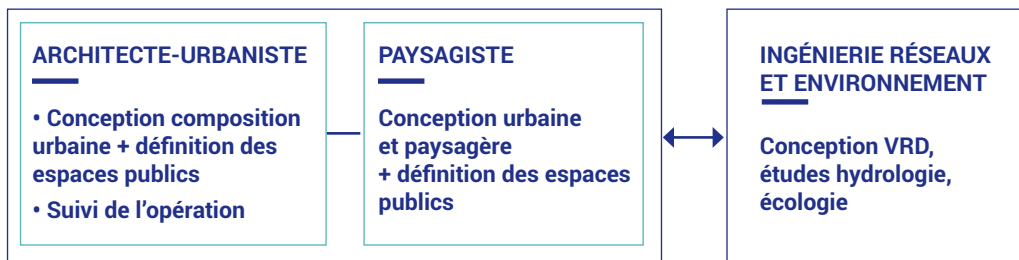 ARCHITECTE-URBANISTE
• Conception composition
urbaine + définition des
espaces publics
• Suivi de l’opération
PAYSAGISTE
Conception urbaine
et paysagère
+ définition des espaces
publics
INGÉNIERIE RÉSEAUX
ET ENVIRONNEMENT
Conception VRD,
études hydrologie,
écologie